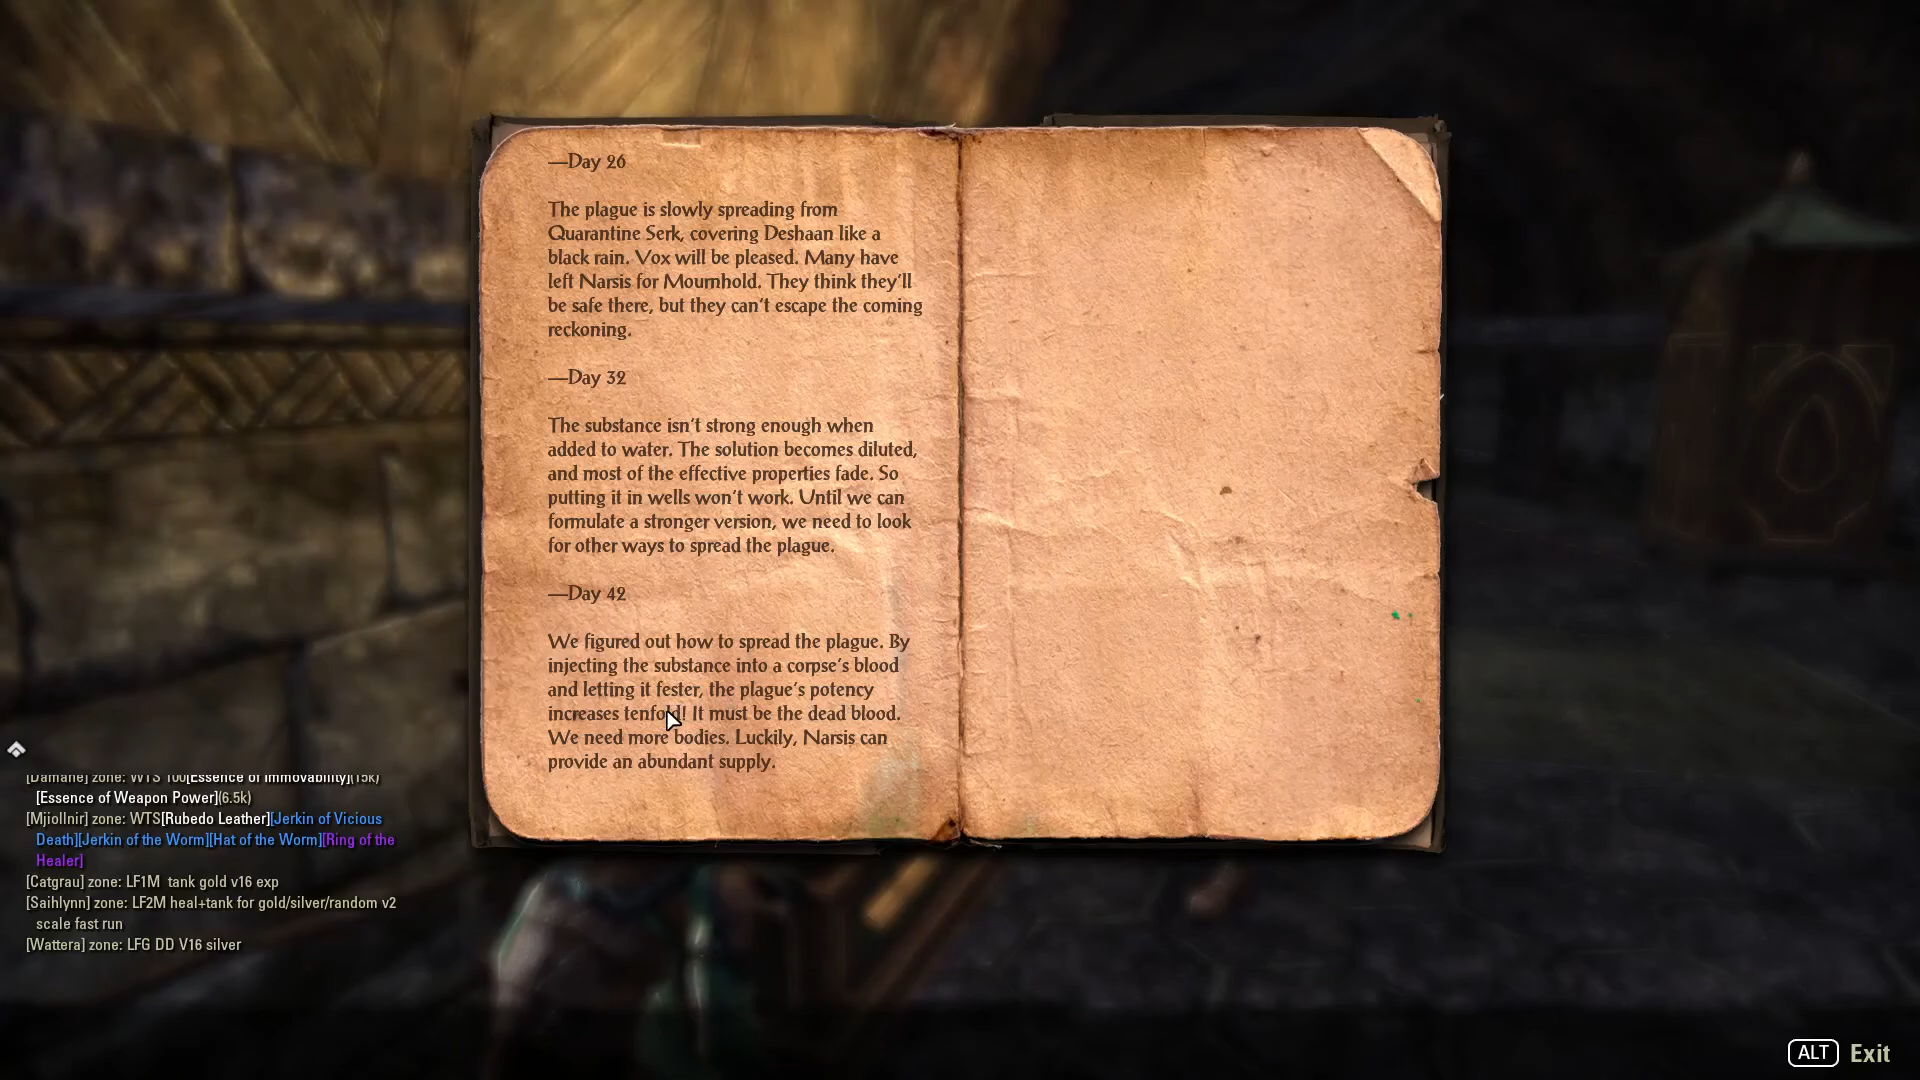 —Day 26
The plague is slowly spreading from
Quarantine Serk, covering Deshaan like a
black rain. Vox will be pleased. Many have
left Narsis for Mournhold. They think they'll
be safe there, but they can't escape the coming
reckoning.
—Day 32
The substance isn't strong enough when
added to water. The solution becomes diluted,
and most of the effective properties fade. So
putting it in wells won't work. Until we can
formulate a stronger version, we need to look
for other ways to spread the plague.
—Day 42
We figured out how to spread the plague. By
injecting the substance into a corpse's blood
and letting it fester, the plague's potency
increases tenfold! It must be the dead blood.
We need more bodies. Luckily, Narsis can
provide an abundant supply.
[Damane] zone: WTS 100[Essence of Immovability](15k)
[Essence of Weapon Power](6.5k)
[Mjiollnir] zone: WTS[Rubedo Leather][Jerkin of Vicious
Death][Jerkin of the Worm][Hat of the Worm][Ring of the
Healer]
[Catgrau] zone: LF1M  tank gold v16 exp
[Saihlynn] zone: LF2M heal+tank for gold/silver/random v2
scale fast run
[Wattera] zone: LFG DD V16 silver
ALT Exit